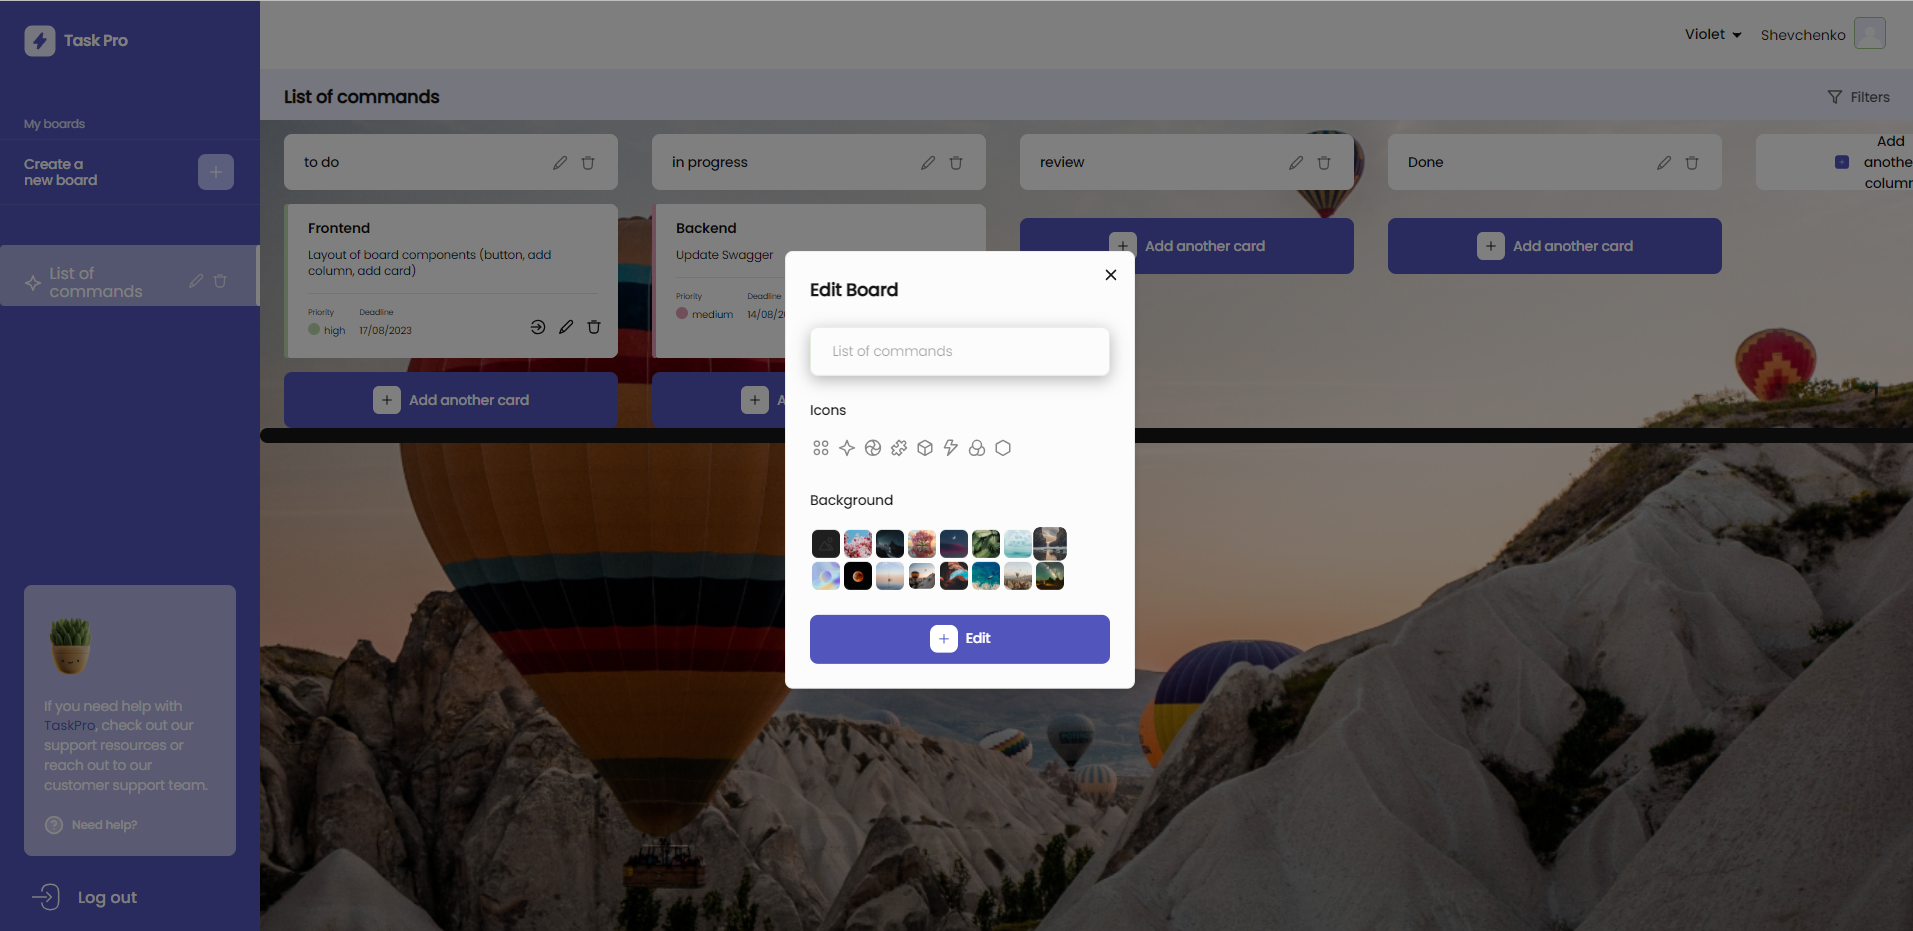 Task Pro
Violet
Shevchenko
My boards
Create a
new board
List of
commands
If you need help with
TaskPro, check out our
support resources or
reach out to our
customer support team.
Need help?
Log out
List of commands
Filters
to do
Frontend
Layout of board components (button, add
column, add card)
Priority
Deadline
high
17/08/2023
Add another card
in progress
Backend
Update Swagger
Priority
Deadline
medium
14/08/2
A
review
Add another card
Done
Add another card
Add
anothe
column
Edit Board
List of commands
Icons
Background
Edit